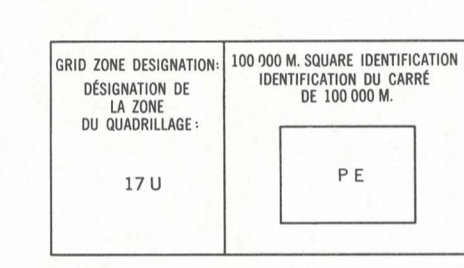 GRID ZONE DESIGNATION:
DÉSIGNATION DE
LA ZONE
DU QUADRILLAGE:
17 U
100 000 M. SQUARE IDENTIFICATION
IDENTIFICATION DU CARRÉ
DE 100 000 M.
P E